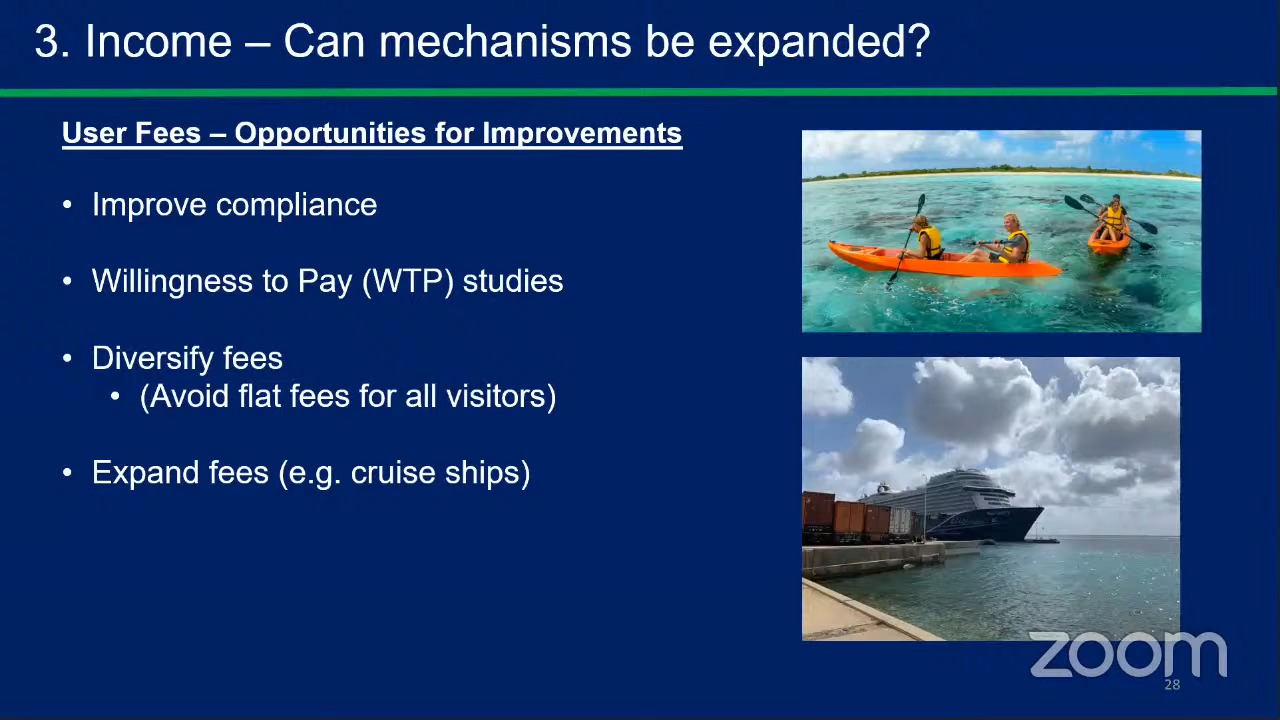 3. Income – Can mechanisms be expanded?
User Fees – Opportunities for Improvements
• Improve compliance
• Willingness to Pay (WTP) studies
• Diversify fees
• (Avoid flat fees for all visitors)
• Expand fees (e.g. cruise ships)
zoom
28